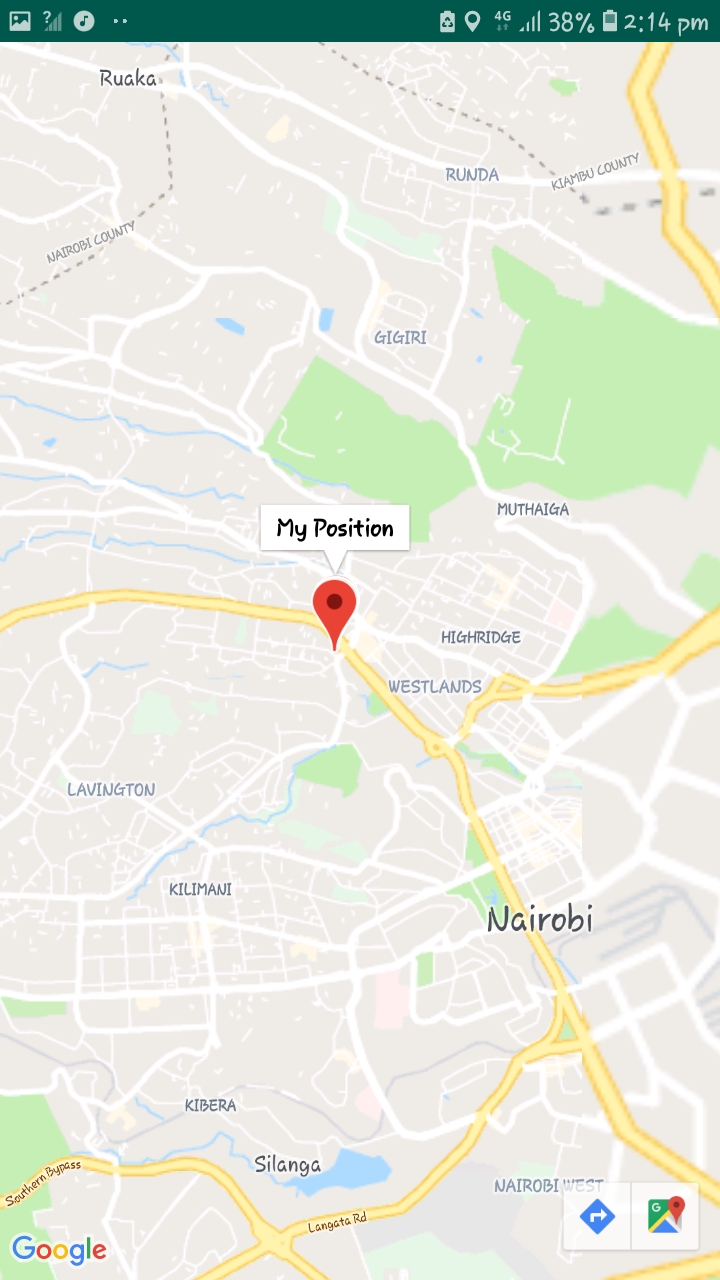 4G 38% 2:14 pm
Ruaka
RUNDA
KIAMBU COUNTY
NAIROBI COUNTY
GIGIRI
MUTHAIGA
My Position
HIGHRIDGE
WESTLANDS
LAVINGTON
KILIMANI
Nairobi
KIBERA
Silanga
Southern Bypass
NAIROBI WEST
Langata Rd
Google